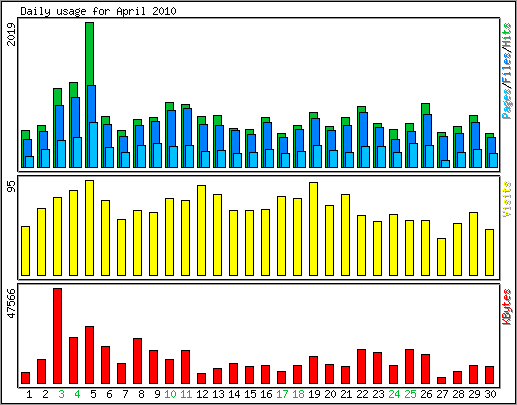 Daily usage for April 2010
2019
Pages/Files/Hits
95
Visits
47566
KBytes
1 2 3 4 5 6 7 8 9 10 11 12 13 14 15 16 17 18 19 20 21 22 23 24 25 26 27 28 29 30